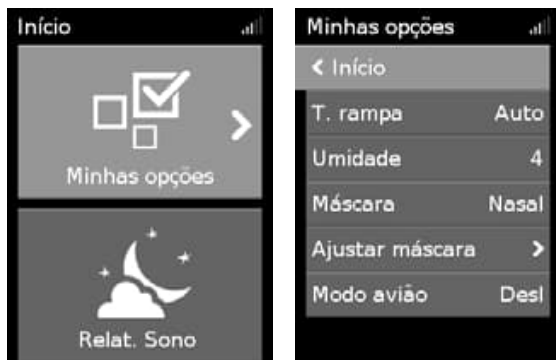 Início
Minhas opções
Relat. Sono
Minhas opções
Início
T. rampa Auto
Umidade 4
Máscara Nasal
Ajustar máscara
Modo avião Desl